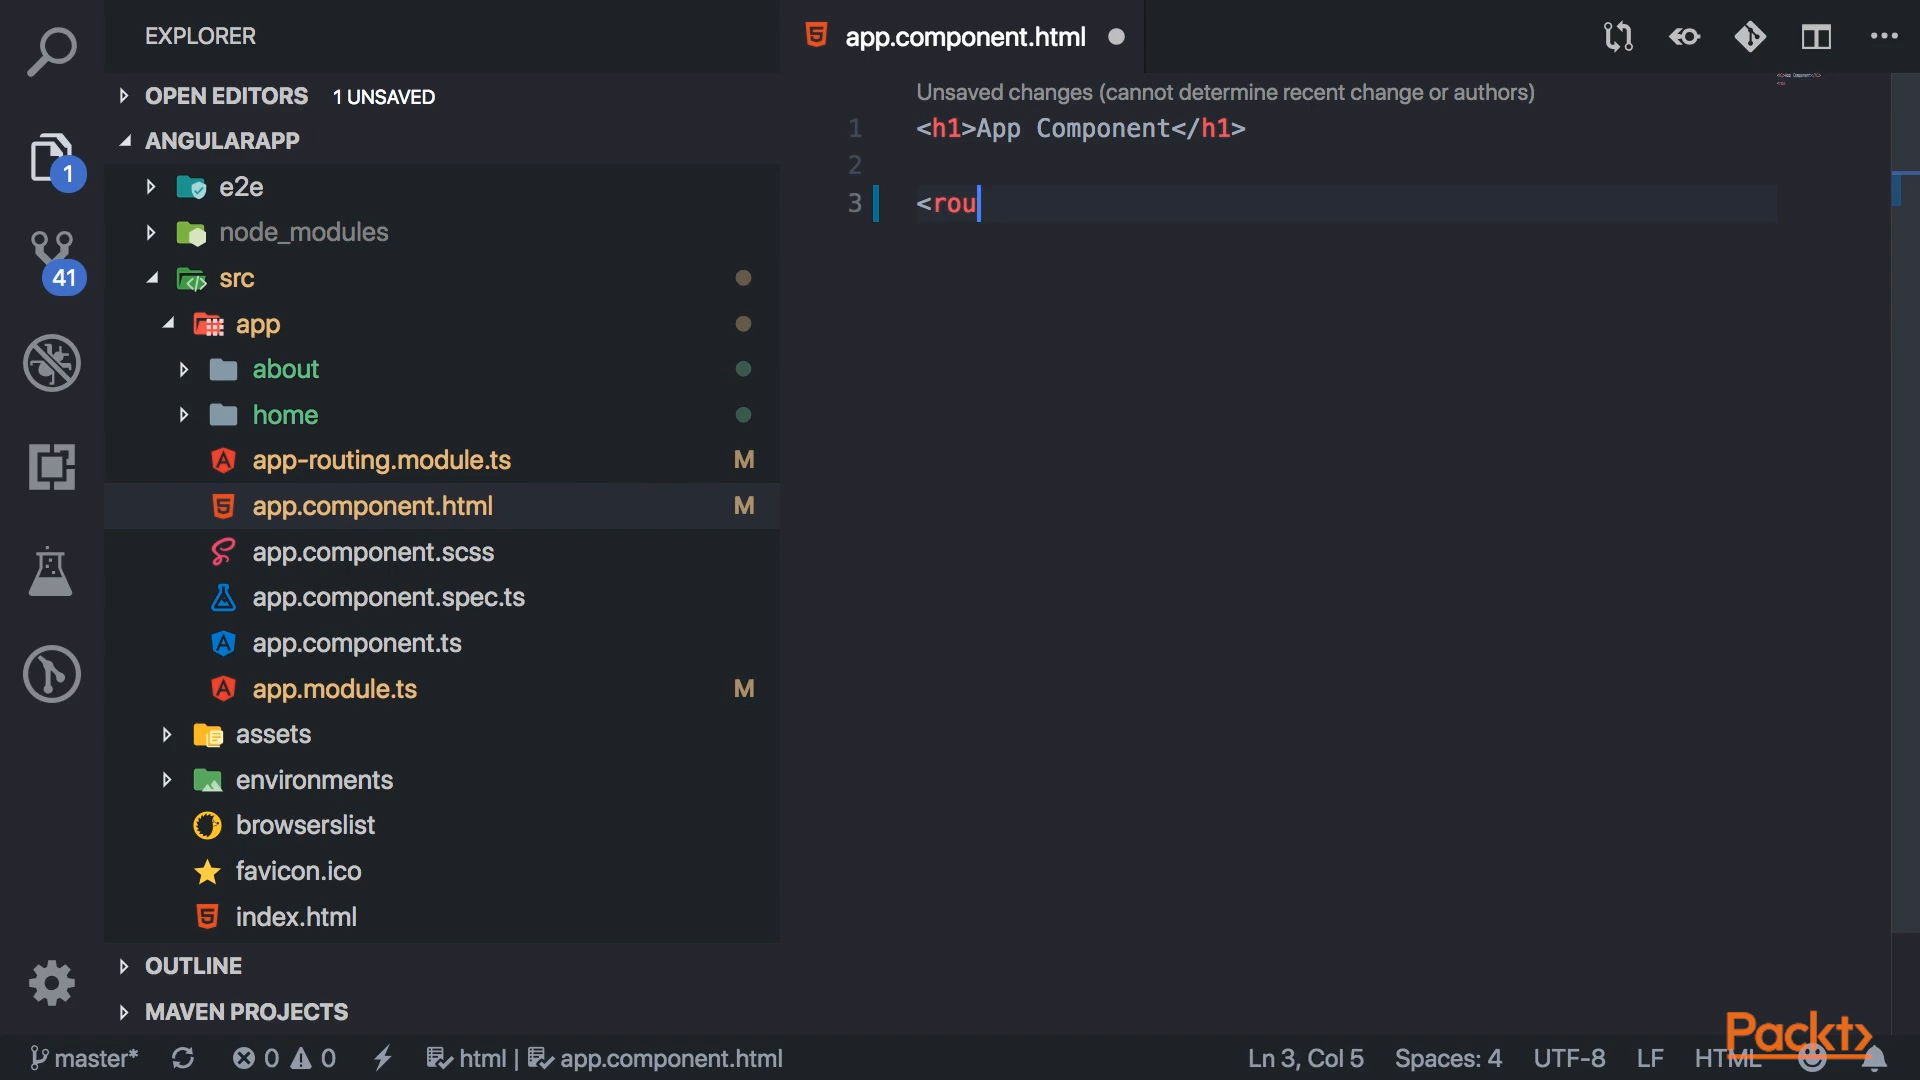 EXPLORER
OPEN EDITORS 1 UNSAVED
ANGULARAPP
e2e
node_modules
src
app
about
home
app-routing.module.ts M
app.component.html M
app.component.scss
app.component.spec.ts
app.component.ts
app.module.ts M
assets
environments
browserslist
favicon.ico
index.html
OUTLINE
MAVEN PROJECTS
1
41
app.component.html
Unsaved changes (cannot determine recent change or authors)
1 <h1>App Component</h1>
2
3 <rou
Packt>
master* 0 0 html | app.component.html Ln 3, Col 5 Spaces: 4 UTF-8 LF HTML